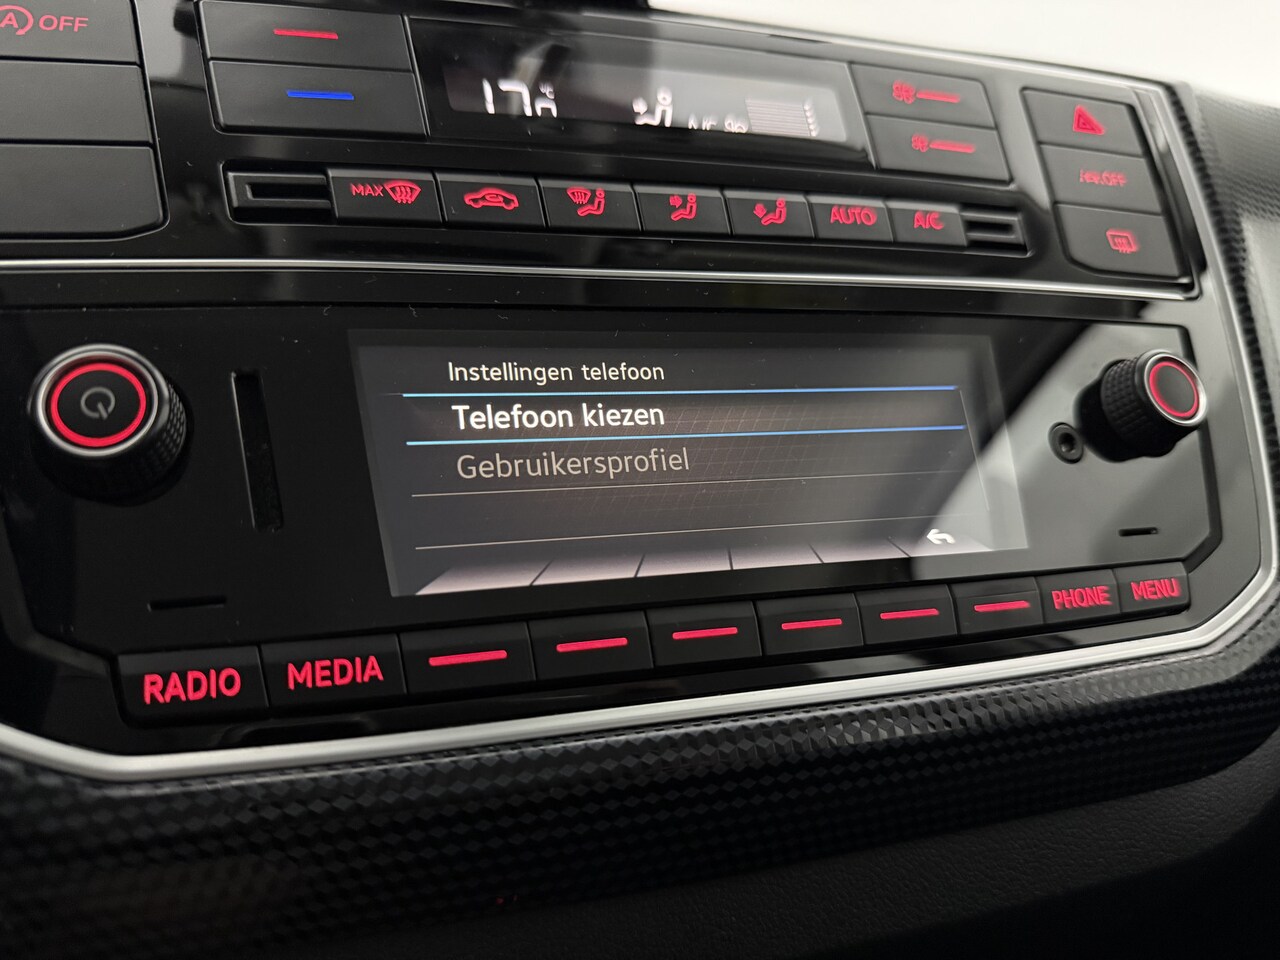 A OFF
MAX
AUTO
A/C
Instellingen telefoon
Telefoon kiezen
Gebruikersprofiel
RADIO
MEDIA
PHONE
MENU